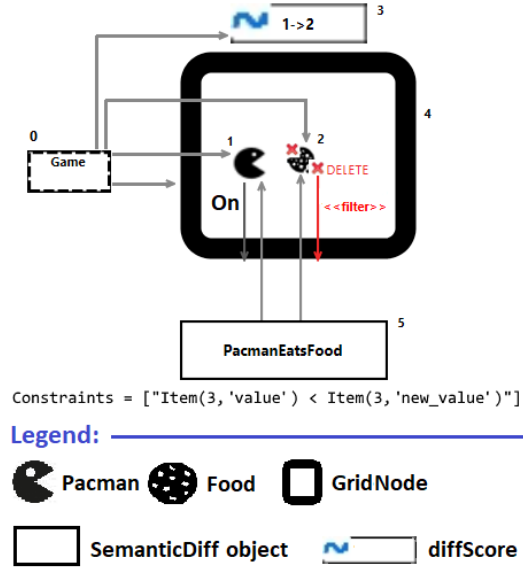 3
1->2
4
0
1
2
Game
DELETE
On
<<filter>>
5
PacmanEatsFood
Constraints = ["Item(3,'value') < Item(3,'new_value')"]
Legend:
Pacman Food GridNode
SemanticDiff object diffScore